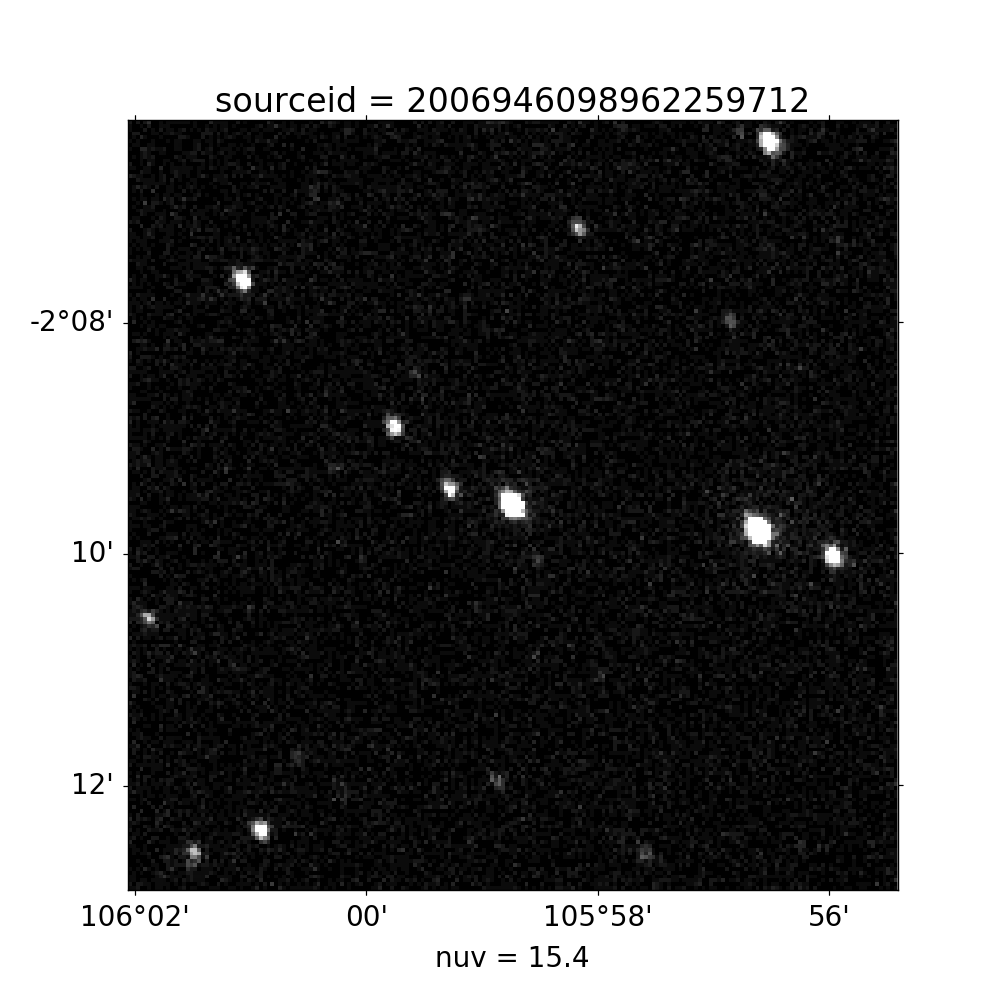 sourceid = 2006946098962259712
-2°08'
10'
12'
106°02' 00' 105°58' 56'
nuv = 15.4